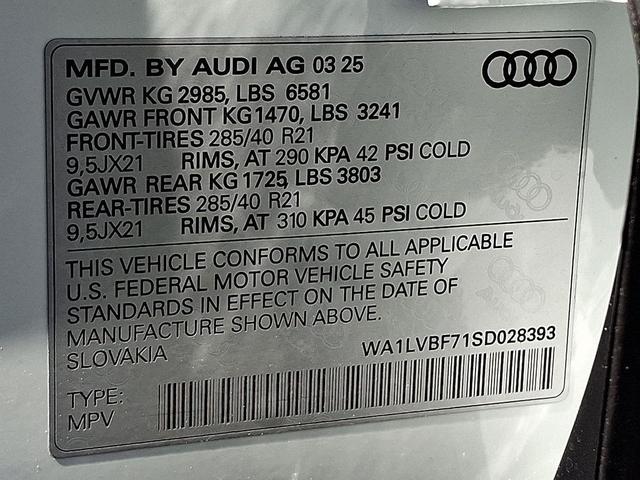 MFD. BY AUDI AG 03 25
GVWR KG 2985, LBS 6581
GAWR FRONT KG1470, LBS 3241
FRONT-TIRES 285/40 R21
9,5JX21 RIMS, AT 290 KPA 42 PSI COLD
GAWR REAR KG 1725, LBS 3803
REAR-TIRES 285/40 R21
9,5JX21 RIMS, AT 310 KPA 45 PSI COLD
THIS VEHICLE CONFORMS TO ALL APPLICABLE
U.S. FEDERAL MOTOR VEHICLE SAFETY
STANDARDS IN EFFECT ON THE DATE OF
MANUFACTURE SHOWN ABOVE.
SLOVAKIA
WA1LVBF71SD028393
TYPE:
MPV